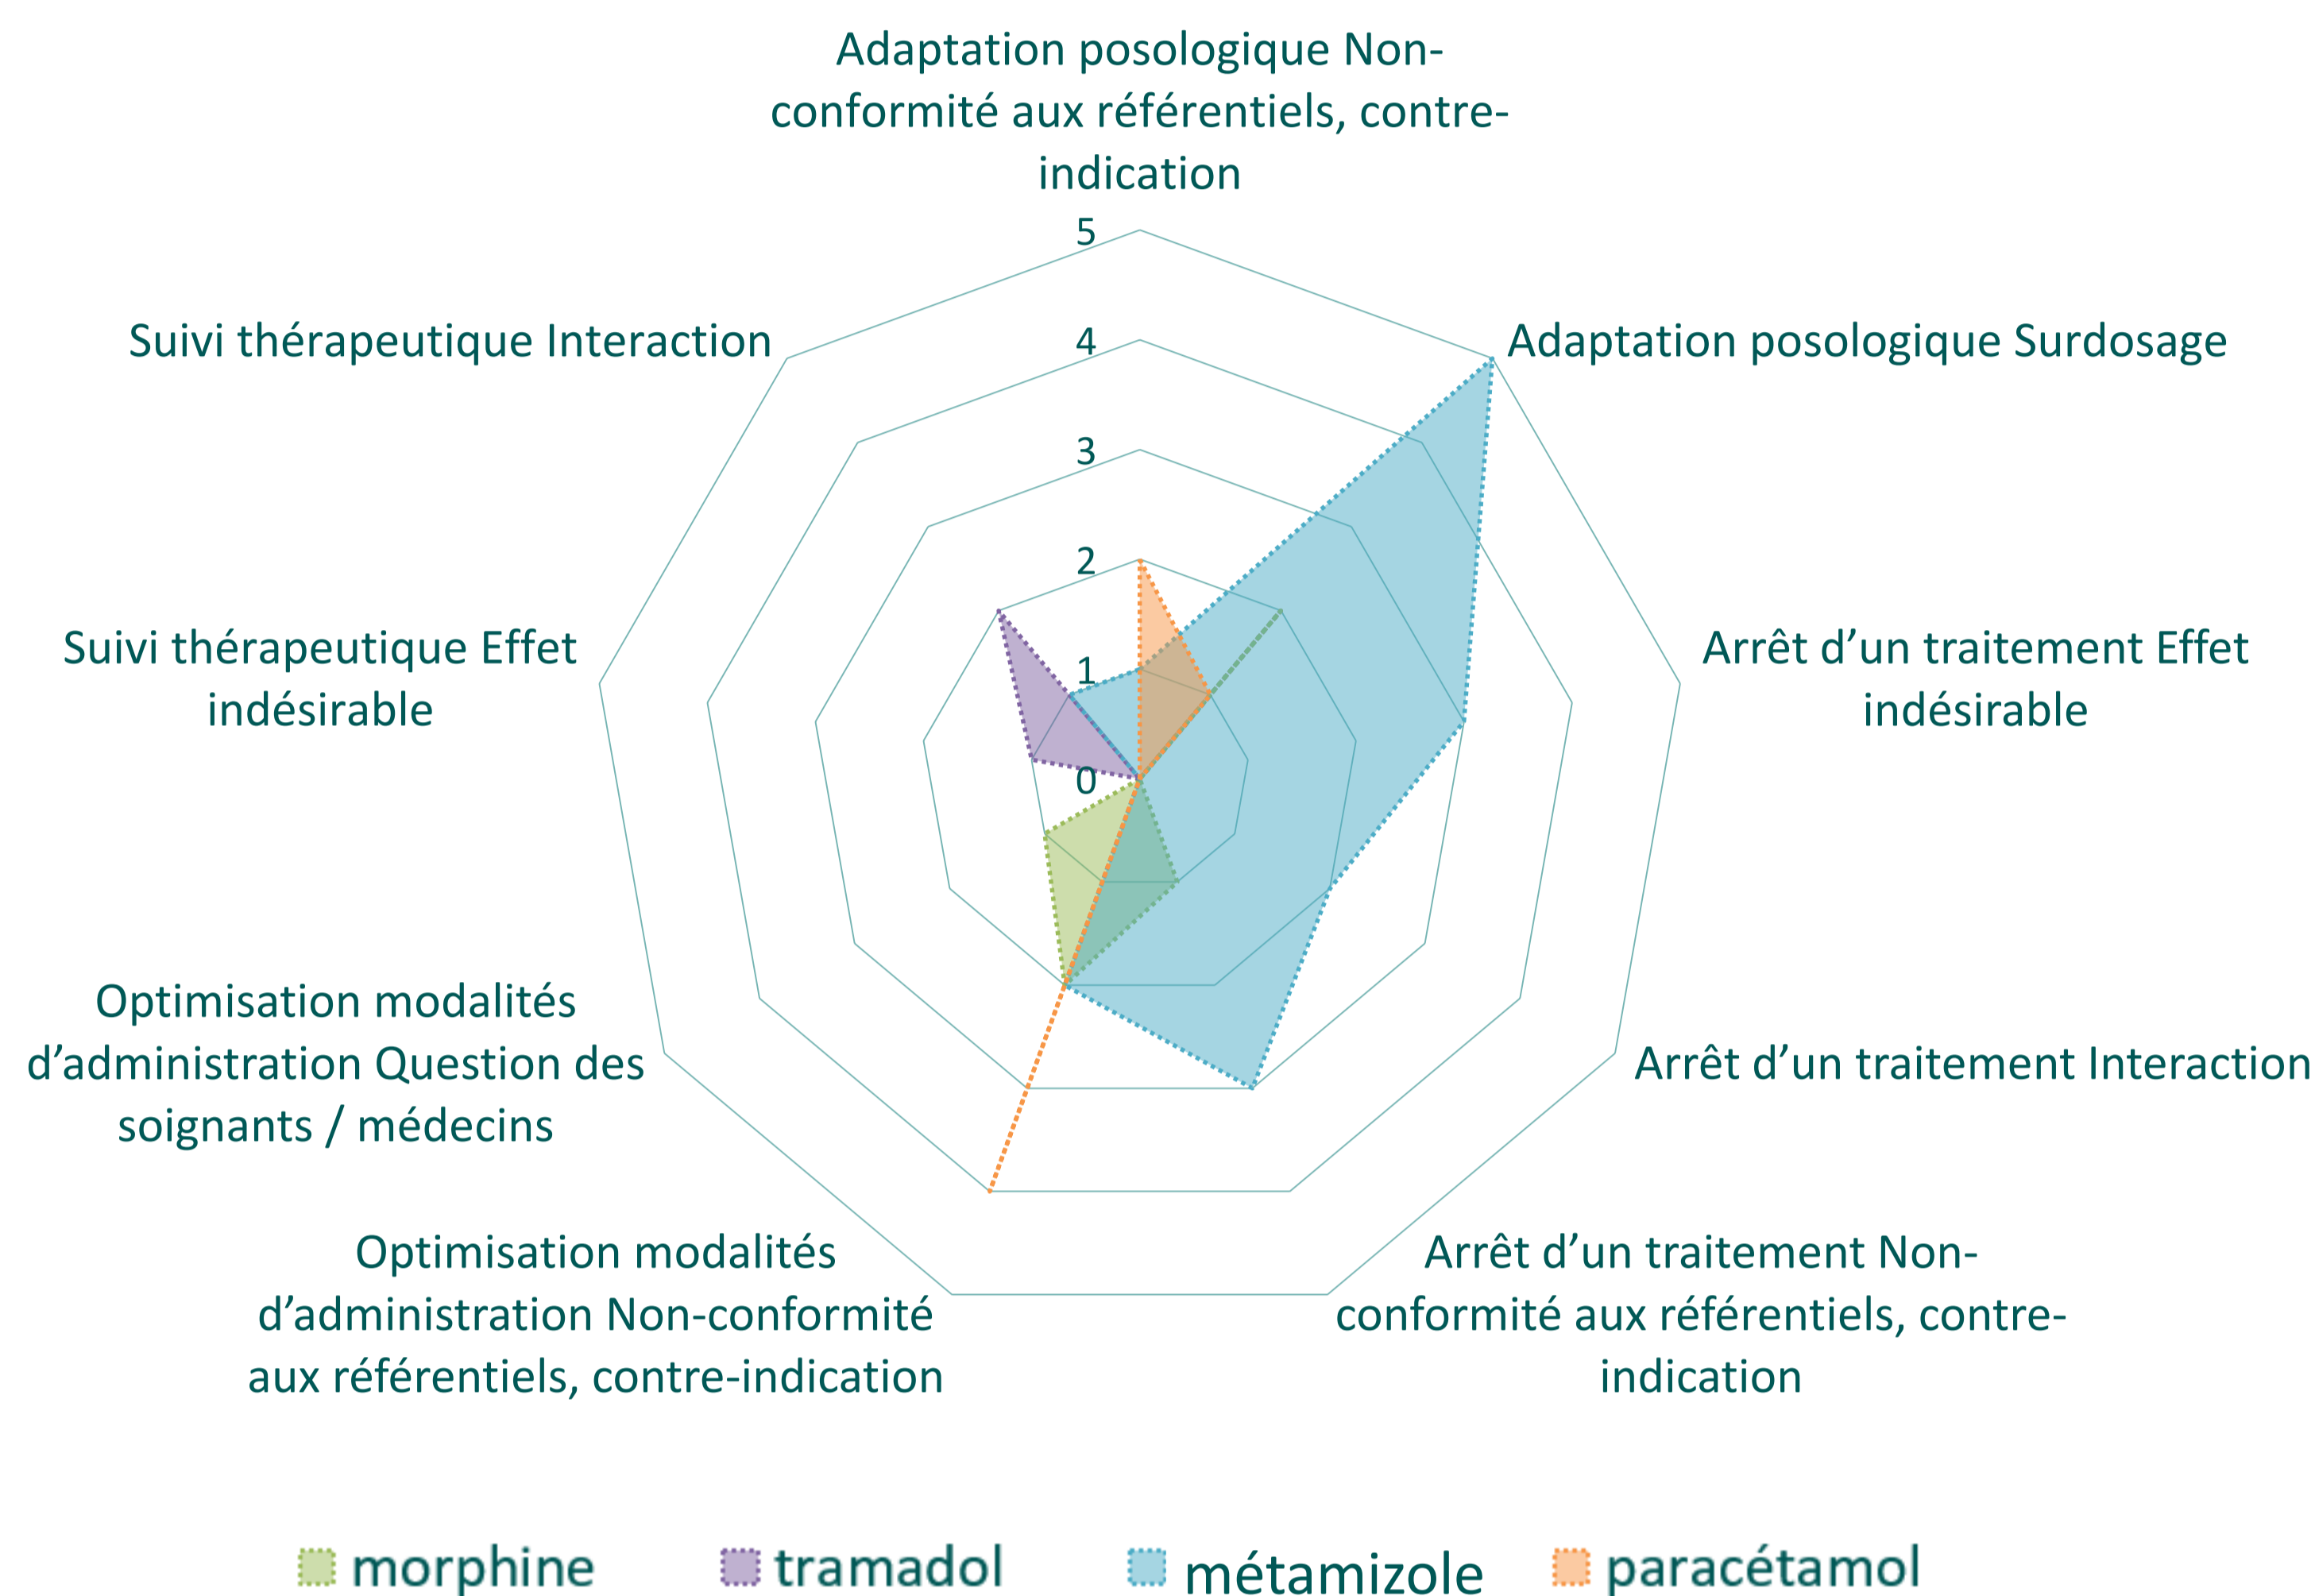 Adaptation posologique Non-
conformité aux référentiels, contre-
indication
5
4
3
2
1
0
Adaptation posologique Surdosage
Arrêt d’un traitement Effet
indésirable
Arrêt d’un traitement Interaction
Arrêt d’un traitement Non-
conformité aux référentiels, contre-
indication
Optimisation modalités
d’administration Non-conformité
aux référentiels, contre-indication
Optimisation modalités
d’administration Question des
soignants / médecins
Suivi thérapeutique Effet
indésirable
Suivi thérapeutique Interaction
morphine
tramadol
métamizole
paracétamol